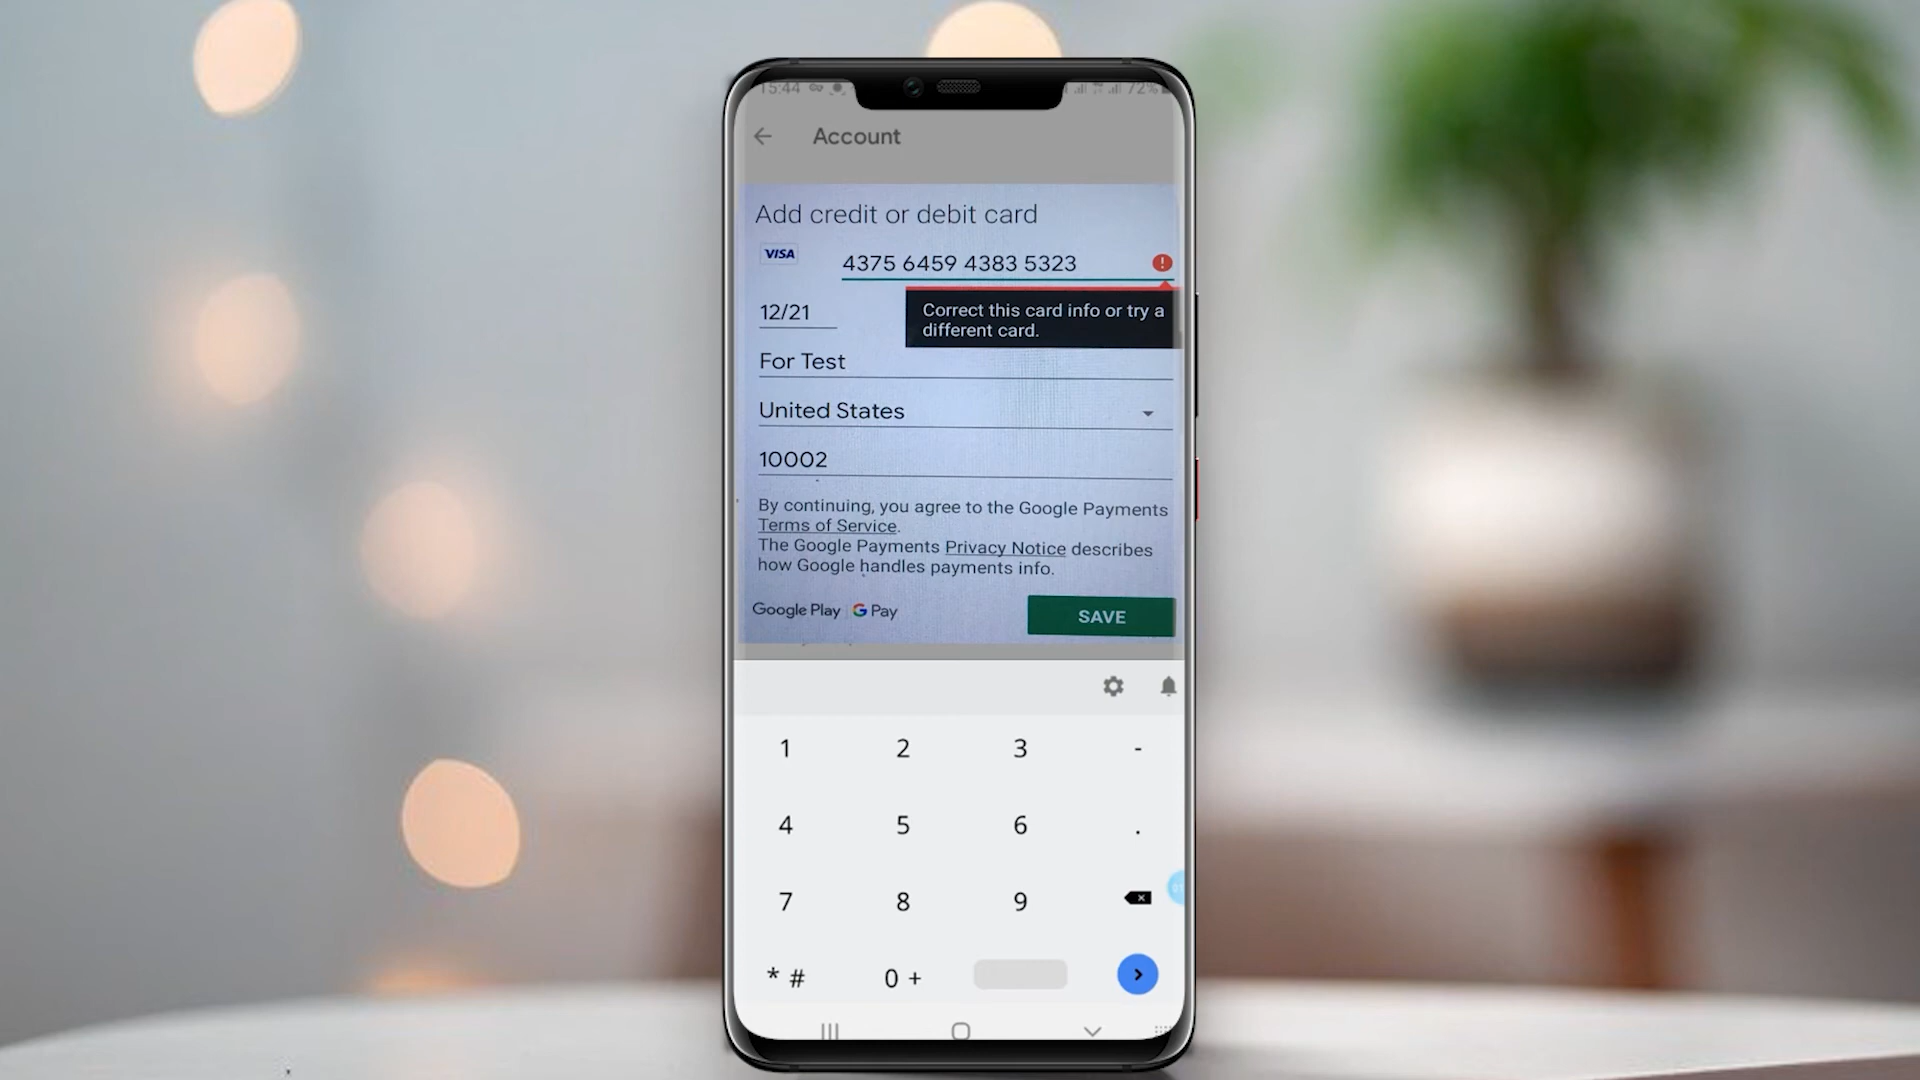 15:44 72%
Account
Add credit or debit card
VISA 4375 6459 4383 5323
12/21
Correct this card info or try a
different card.
For Test
United States
10002
By continuing, you agree to the Google Payments
Terms of Service.
The Google Payments Privacy Notice describes
how Google handles payments info.
Google Play G Pay
SAVE
1 2 3 -
4 5 6 .
7 8 9
* # 0 +